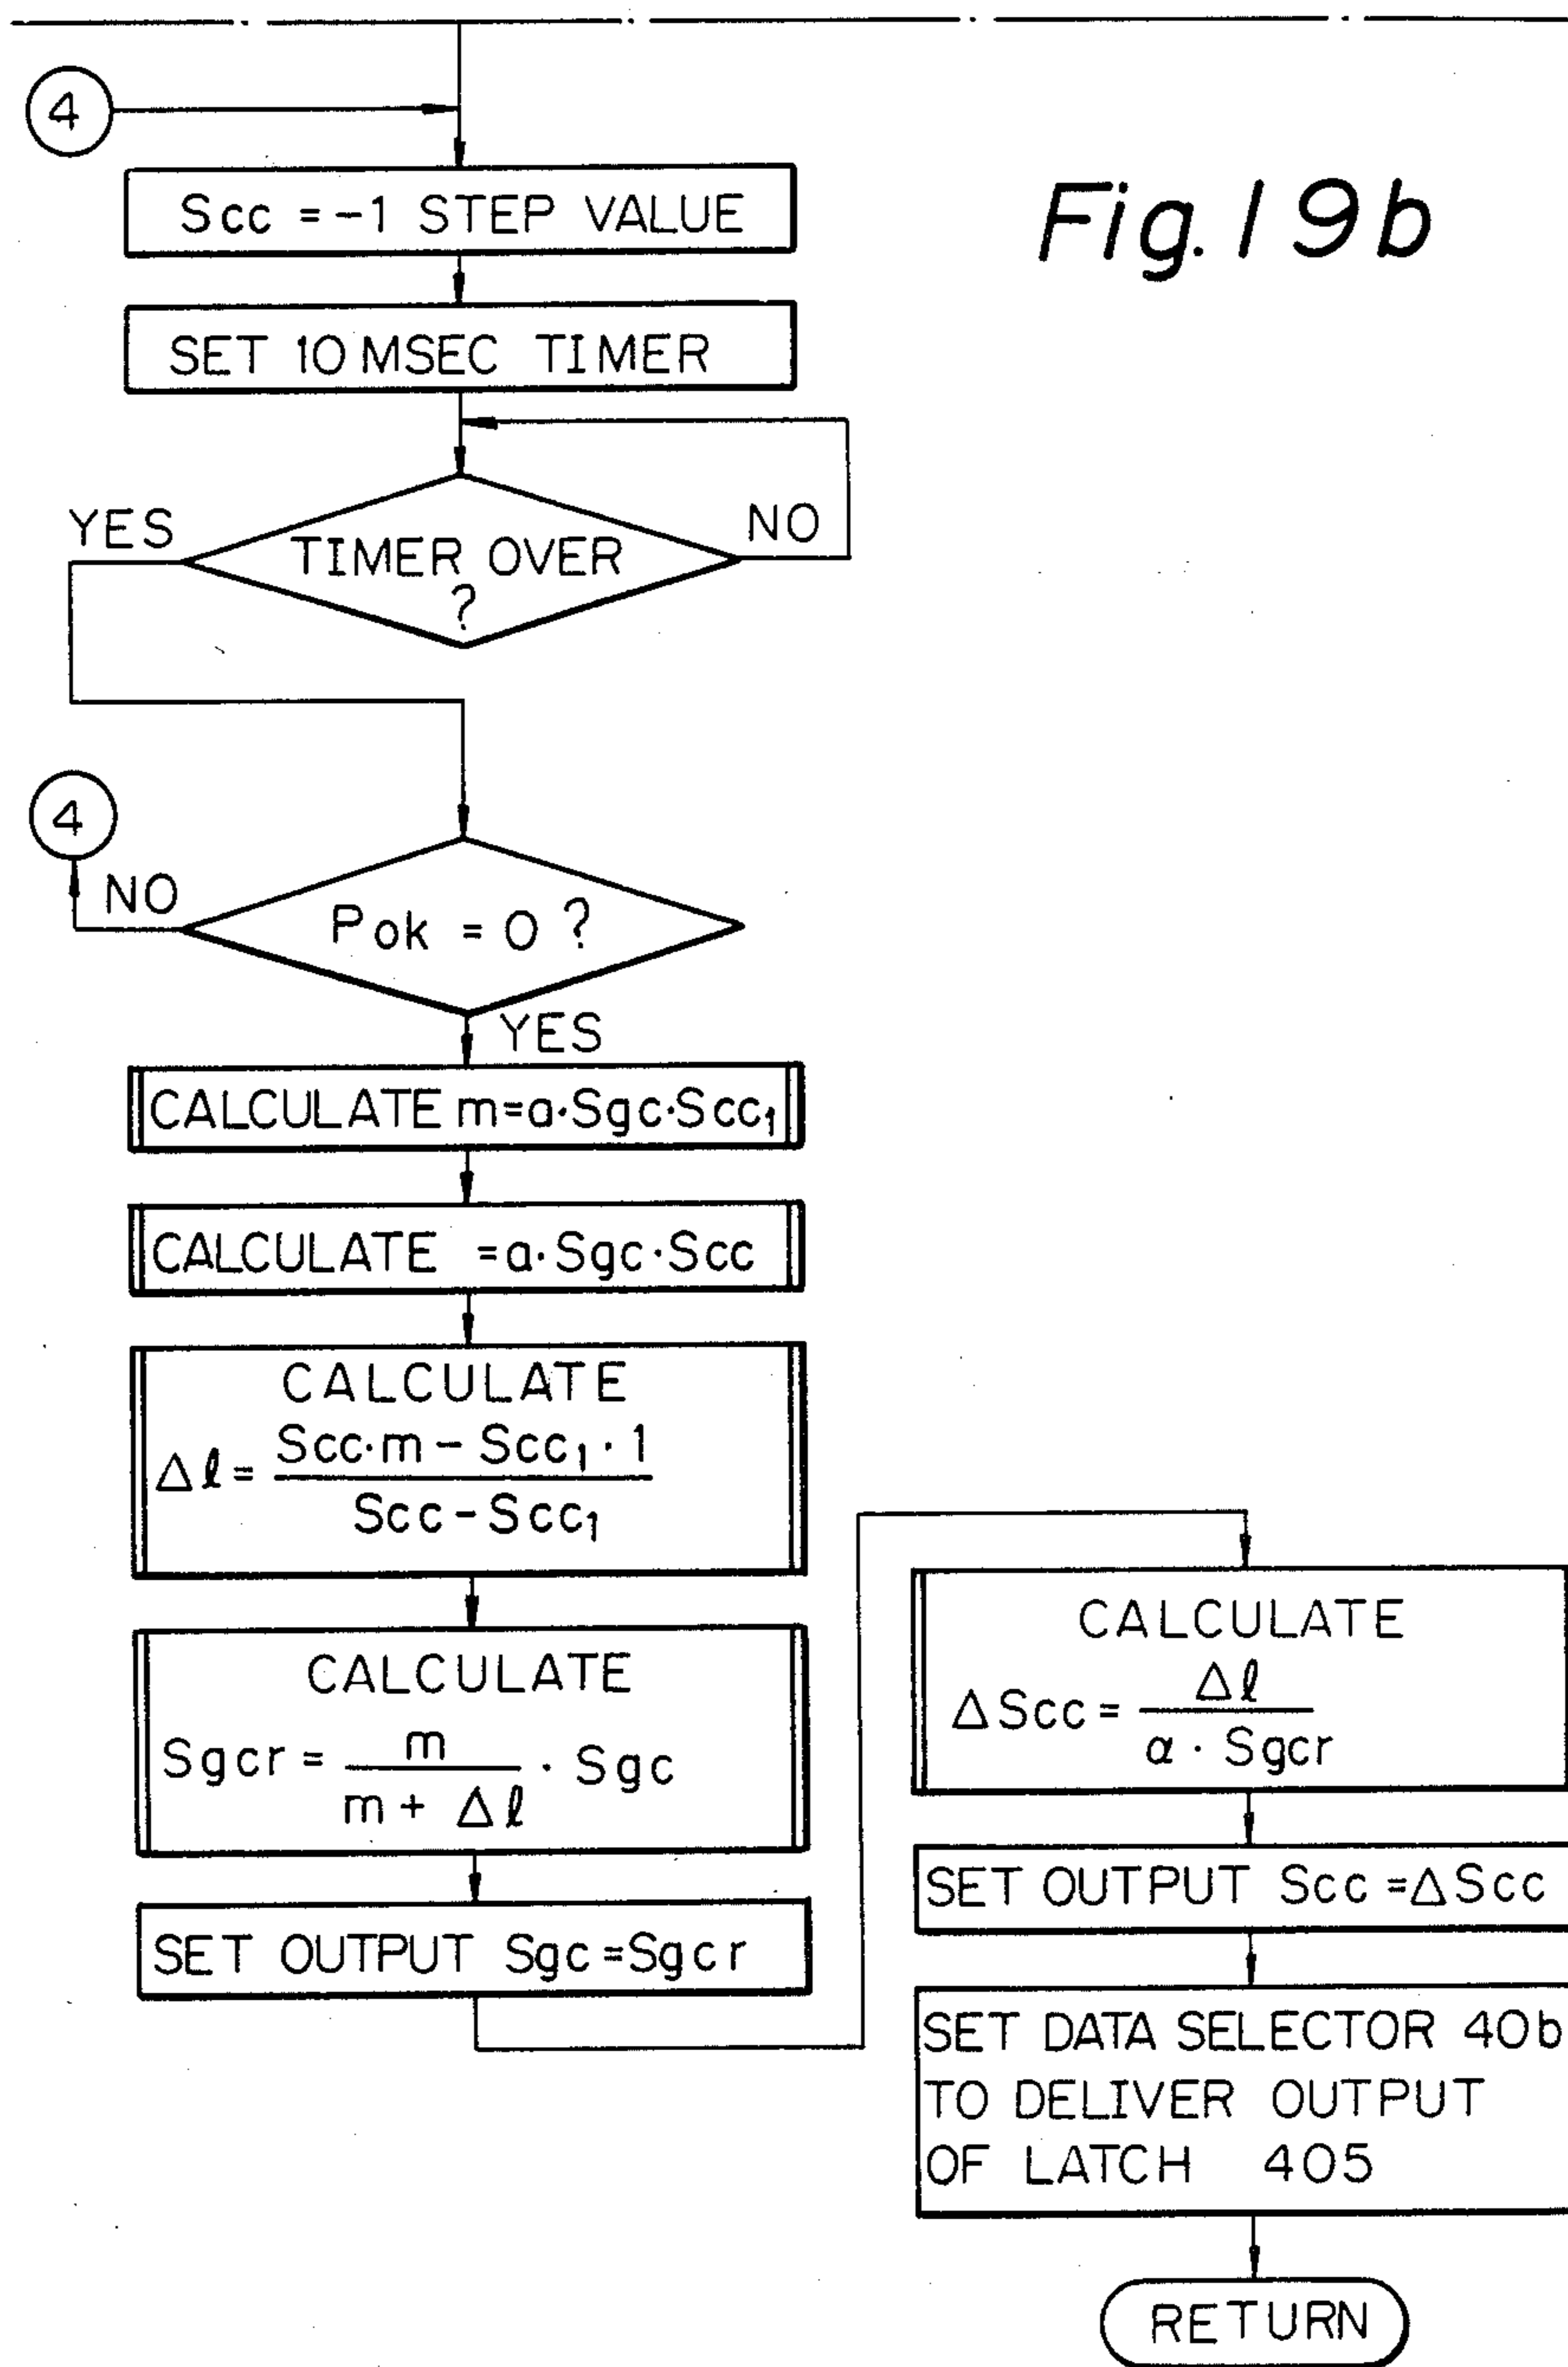 Fig. 19b
4
Scc = -1 STEP VALUE
SET 10 MSEC TIMER
YES
NO
TIMER OVER
?
4
NO
Pok = 0 ?
YES
CALCULATE m=a·Sgc·Scc₁
CALCULATE =a·Sgc·Scc
CALCULATE
Δℓ = Scc·m - Scc₁·1
Scc - Scc₁
CALCULATE
Sgcr = m / m + Δℓ · Sgc
SET OUTPUT Sgc=Sgcr
CALCULATE
ΔScc = Δℓ
α · Sgcr
SET OUTPUT Scc =ΔScc
SET DATA SELECTOR 40b
TO DELIVER OUTPUT
OF LATCH 405
RETURN